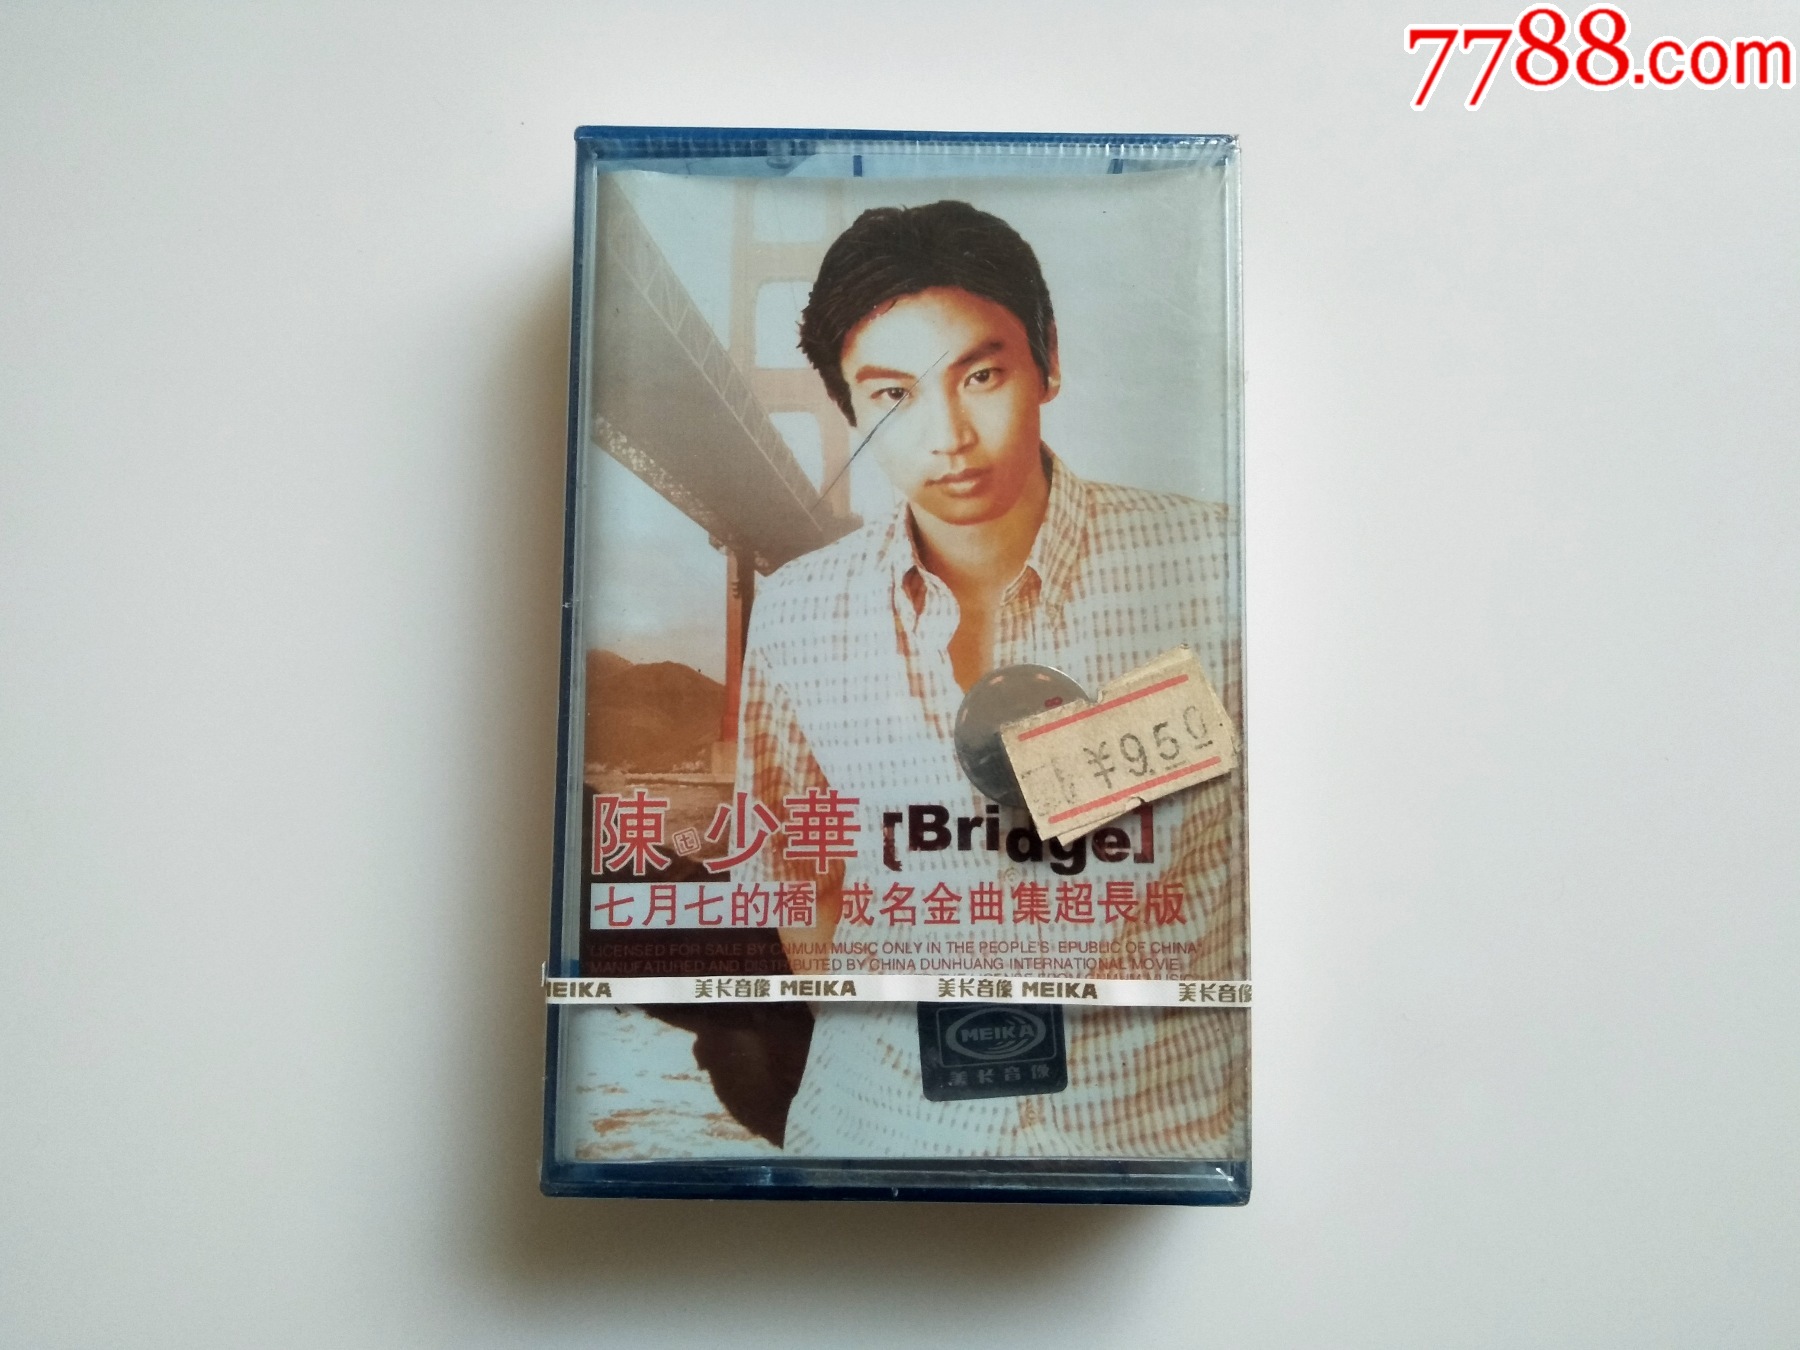 7788.com
¥9.50
陳少華 [Bridge]
七月七的橋 成名金曲集超長版
"LICENSED FOR SALE BY CNMUM MUSIC ONLY IN THE PEOPLE'S EPUBLIC OF CHINA,
MANUFATURED AND DISTRIBUTED BY CHINA DUNHUANG INTERNATIONAL MOVIE,
MEIKA 美长音像 MEIKA 美长音像 MEIKA 美长音像
MEIKA
美长音像